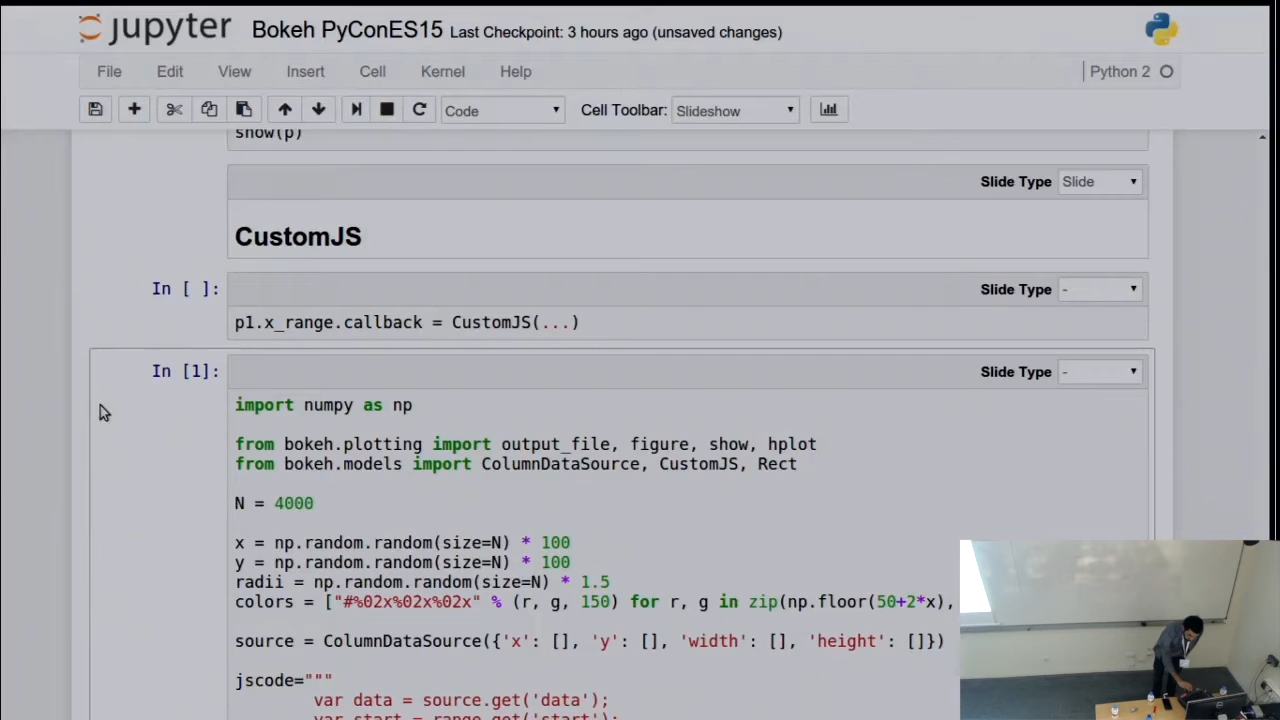 jupyter Bokeh PyConES15 Last Checkpoint: 3 hours ago (unsaved changes)
File Edit View Insert Cell Kernel Help Python 2
Code Cell Toolbar: Slideshow
show(p)
Slide Type Slide
CustomJS
In [ ]: Slide Type -
p1.x_range.callback = CustomJS(...)
In [1]: Slide Type -
import numpy as np
from bokeh.plotting import output_file, figure, show, hplot
from bokeh.models import ColumnDataSource, CustomJS, Rect
N = 4000
x = np.random.random(size=N) * 100
y = np.random.random(size=N) * 100
radii = np.random.random(size=N) * 1.5
colors = ["#%02x%02x%02x" % (r, g, 150) for r, g in zip(np.floor(50+2*x),
source = ColumnDataSource({'x': [], 'y': [], 'width': [], 'height': []})
jscode="""
var data = source.get('data');
var start = range.get('start');